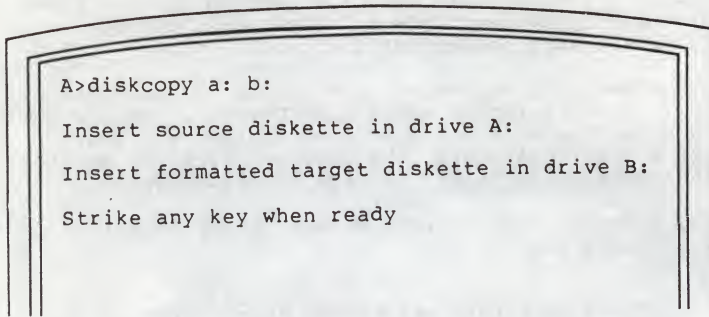 A>diskcopy a: b:
Insert source diskette in drive A:
Insert formatted target diskette in drive B:
Strike any key when ready